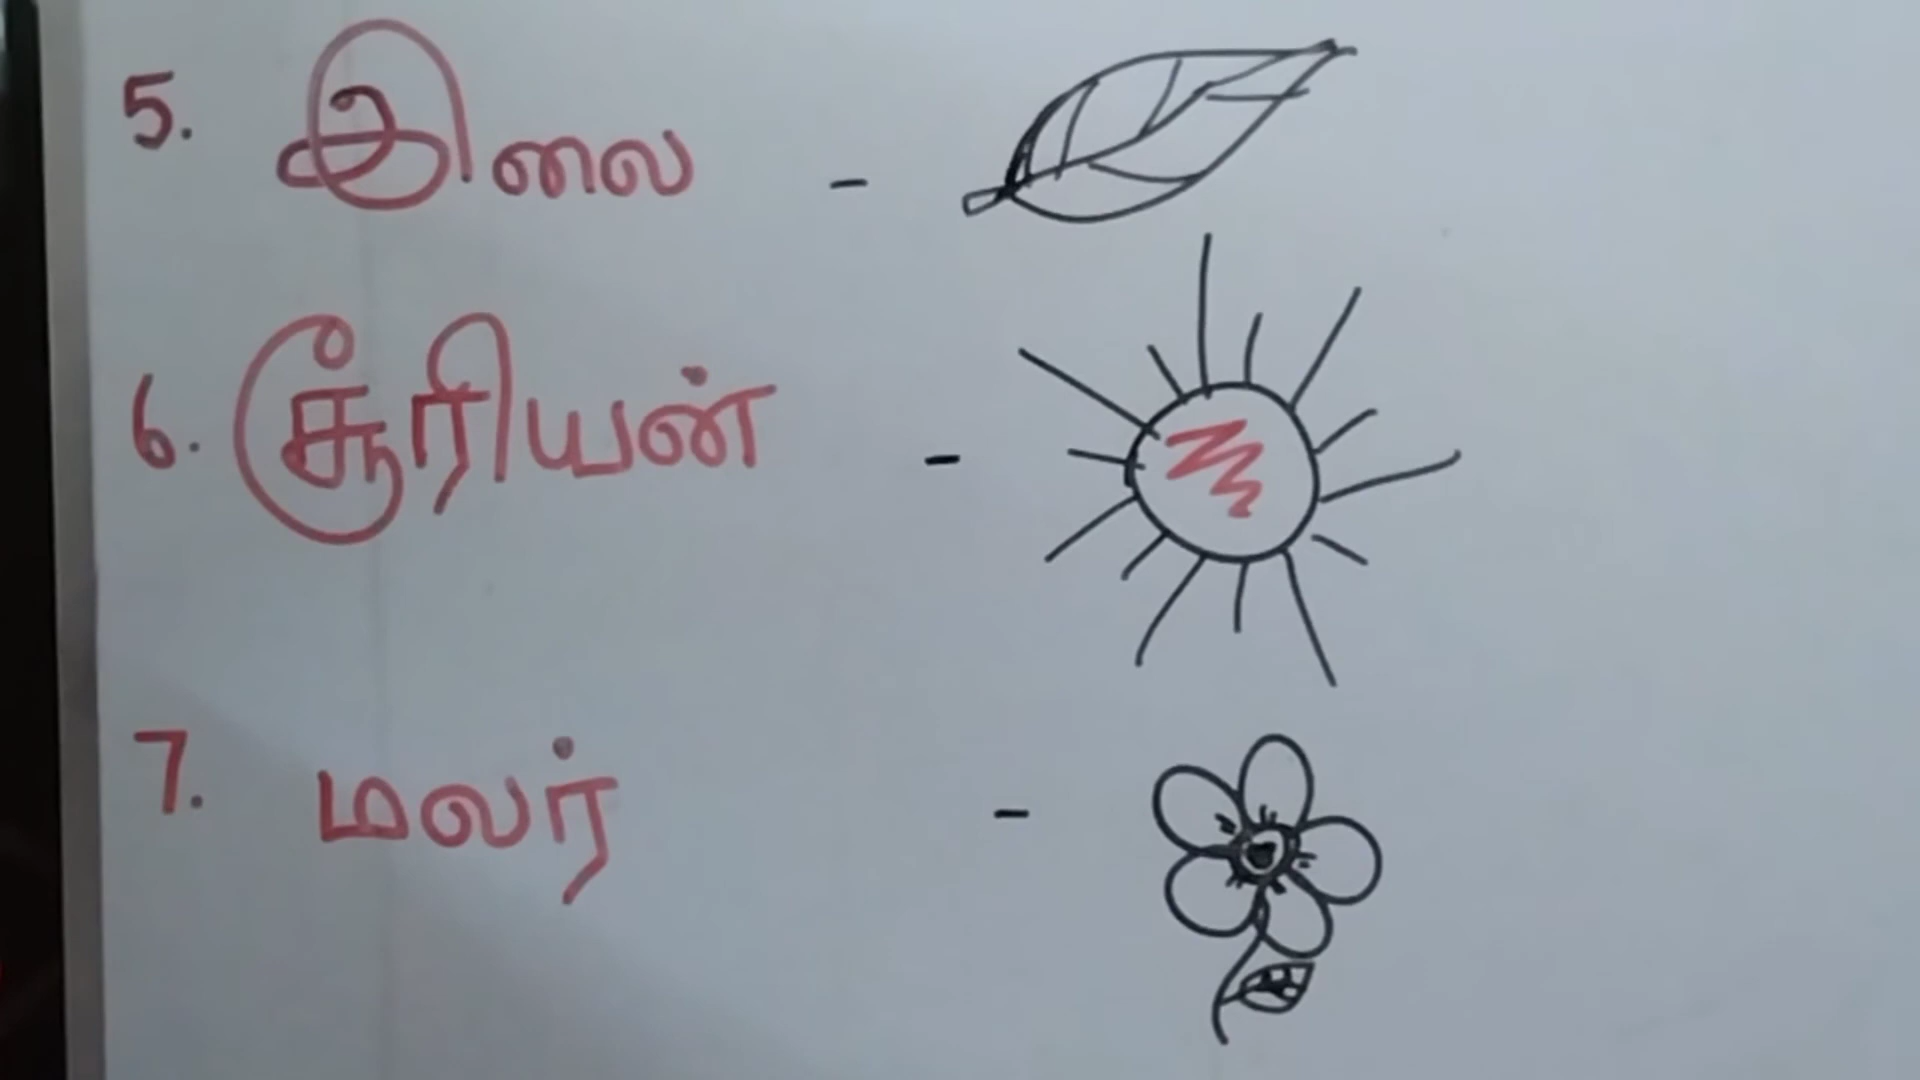 5. இலை -
6. சூரியன் -
7. மலர் -